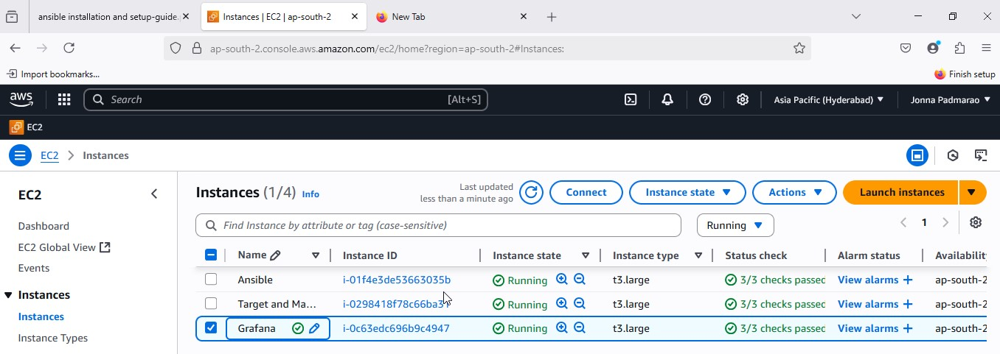 ansible installation and setup-guide.
Instances | EC2 | ap-south-2
New Tab
ap-south-2.console.aws.amazon.com/ec2/home?region=ap-south-2#Instances:
Import bookmarks...
Finish setup
aws
Search
[Alt+S]
Asia Pacific (Hyderabad)
Jonna Padmarao
EC2
EC2 > Instances
EC2
Dashboard
EC2 Global View
Events
Instances
Instances
Instance Types
Instances (1/4) Info
Last updated
less than a minute ago
Connect
Instance state
Actions
Launch instances
Find Instance by attribute or tag (case-sensitive)
Running
1
Name Instance ID Instance state Instance type Status check Alarm status Availability
Ansible i-01f4e3de53663035b Running t3.large 3/3 checks passed View alarms + ap-south-2
Target and Ma... i-0298418f78c66ba3 Running t3.large 3/3 checks passed View alarms + ap-south-2
Grafana i-0c63edc696b9c4947 Running t3.large 3/3 checks passed View alarms + ap-south-2